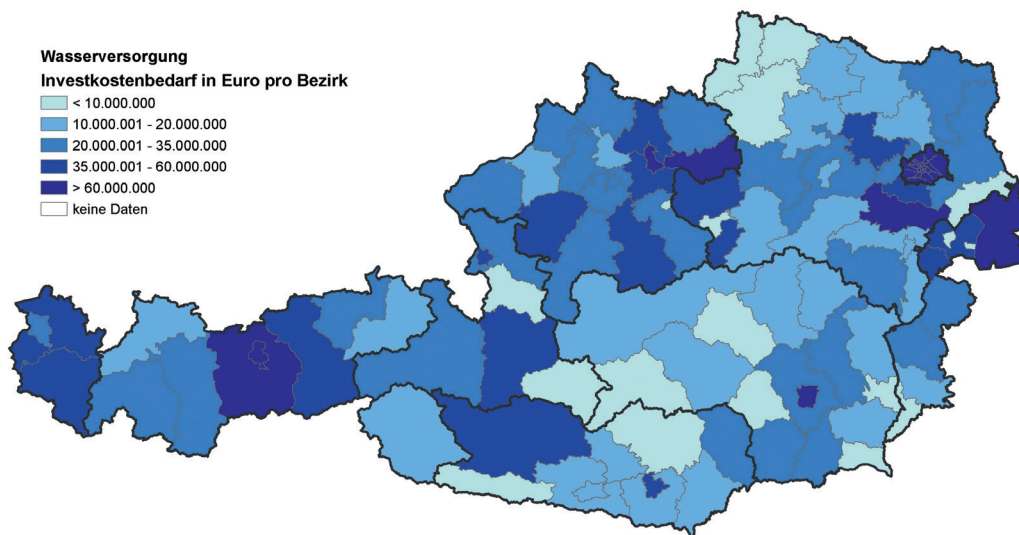 Wasserversorgung
Investkostenbedarf in Euro pro Bezirk
< 10.000.000
10.000.001 - 20.000.000
20.000.001 - 35.000.000
35.000.001 - 60.000.000
> 60.000.000
keine Daten